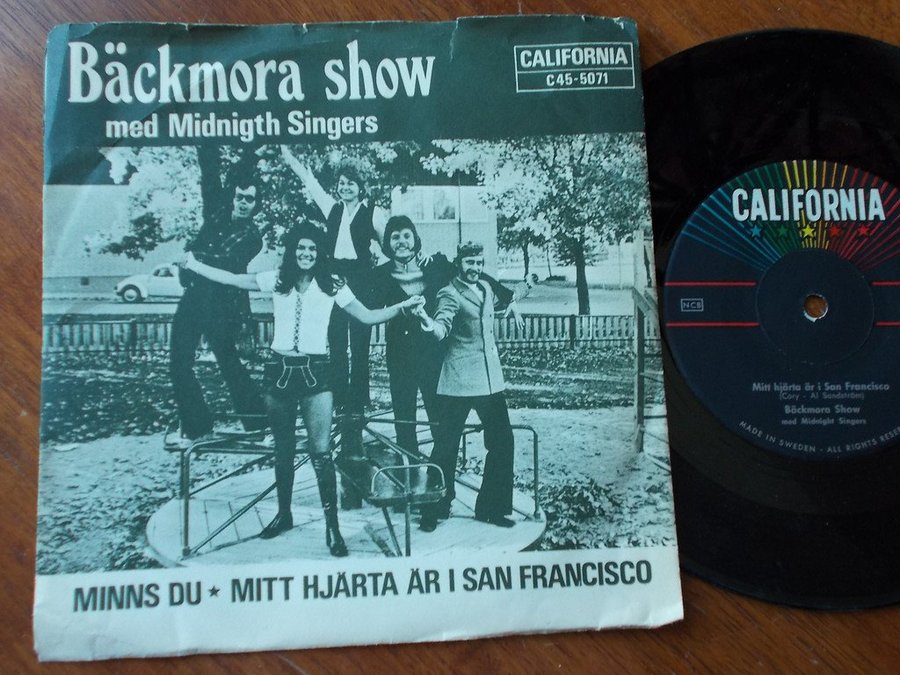 Bäckmora show
med Midnigth Singers
CALIFORNIA
C45-5071
MINNS DU ★ MITT HJÄRTA ÄR I SAN FRANCISCO
CALIFORNIA
NCB
Mitt hjärta är i San Francisco
(Cory - Al Sandström)
Bäckmora Show
med Midnight Singers
MADE IN SWEDEN - ALL RIGHTS RESE